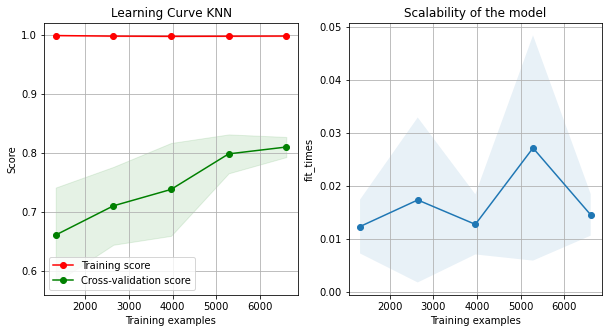 Learning Curve KNN
Score
1.0
0.9
0.8
0.7
0.6
2000 3000 4000 5000 6000
Training examples
Training score
Cross-validation score
Scalability of the model
fit_times
0.05
0.04
0.03
0.02
0.01
0.00
2000 3000 4000 5000 6000
Training examples